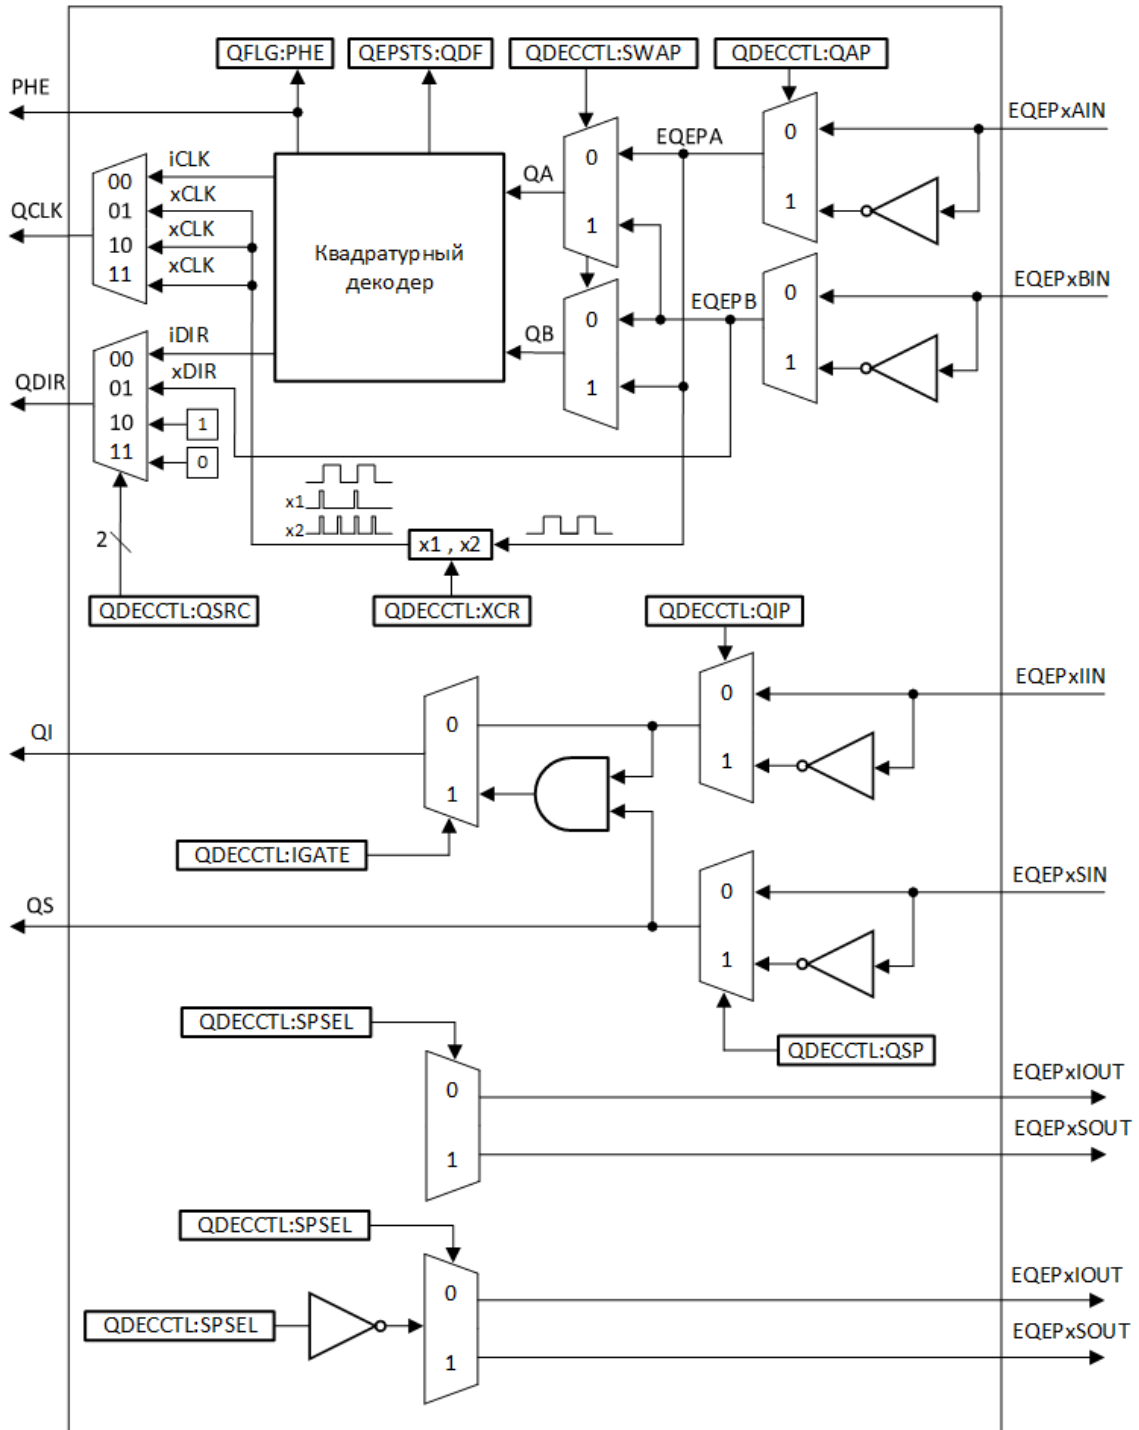 QFLG:PHE
QEPSTS:QDF
QDECCTL:SWAP
QDECCTL:QAP
PHE
EQEPxAIN
0
EQEPA
0
iCLK
QA
00
xCLK
1
01
QCLK
xCLK
10
1
Квадратурный
декодер
xCLK
11
EQEPxBIN
0
EQEPB
0
iDIR
QB
00
xDIR
1
QDIR
01
1
10
1
11
0
x1
x2
2
x1 , x2
QDECCTL:QSRC
QDECCTL:XCR
QDECCTL:QIP
EQEPxIIN
0
0
QI
1
1
QDECCTL:IGATE
EQEPxSIN
0
QS
1
QDECCTL:SPSEL
QDECCTL:QSP
EQEPxIOUT
0
EQEPxSOUT
1
QDECCTL:SPSEL
EQEPxIOUT
0
QDECCTL:SPSEL
EQEPxSOUT
1